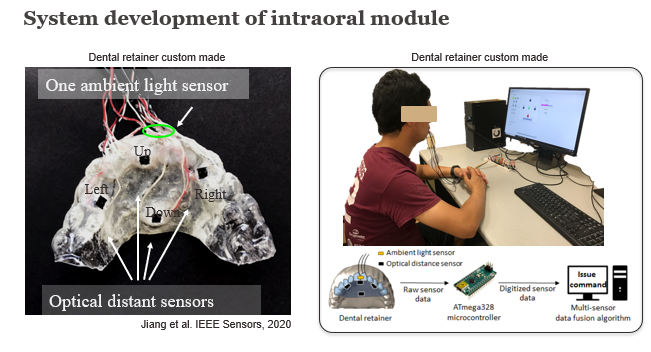 System development of intraoral module
Dental retainer custom made
One ambient light sensor
Up
Left
Right
Down
Optical distant sensors
Jiang et al. IEEE Sensors, 2020
Dental retainer custom made
Ambient light sensor
Optical distance sensor
Raw sensor
data
Digitized sensor
data
Issue
command
Dental retainer
ATmega328
microcontroller
Multi-sensor
data fusion algorithm